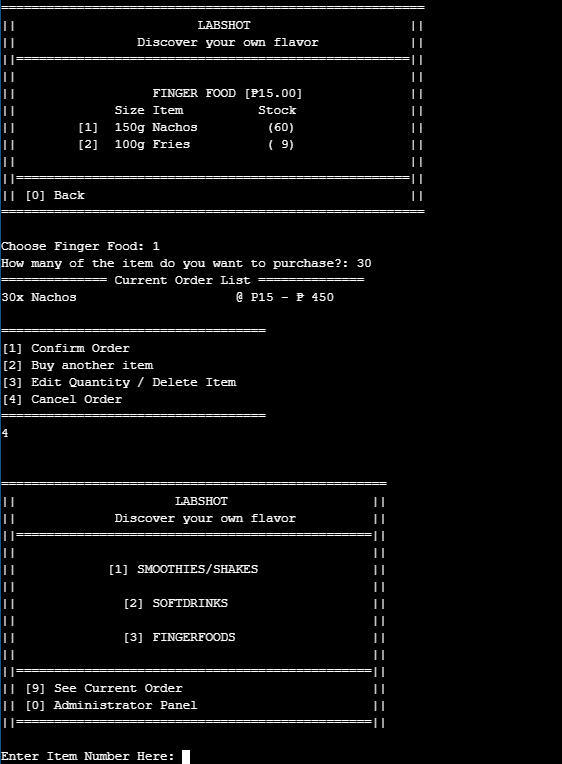 ========================================================
||                        LABSHOT                     ||
||                Discover your own flavor            ||
||====================================================||
||                                                    ||
||                  FINGER FOOD [₱15.00]              ||
||             Size Item          Stock               ||
||        [1]  150g Nachos         (60)               ||
||        [2]  100g Fries          ( 9)               ||
||                                                    ||
||====================================================||
|| [0] Back                                           ||
========================================================
Choose Finger Food: 1
How many of the item do you want to purchase?: 30
============== Current Order List ==============
30x Nachos                     @ P15 - ₱ 450
===================================
[1] Confirm Order
[2] Buy another item
[3] Edit Quantity / Delete Item
[4] Cancel Order
===================================
4
===================================================
||                     LABSHOT                   ||
||             Discover your own flavor          ||
||===============================================||
||                                               ||
||            [1] SMOOTHIES/SHAKES               ||
||                                               ||
||              [2] SOFTDRINKS                   ||
||                                               ||
||              [3] FINGERFOODS                  ||
||                                               ||
||===============================================||
|| [9] See Current Order                         ||
|| [0] Administrator Panel                       ||
||===============================================||
Enter Item Number Here: